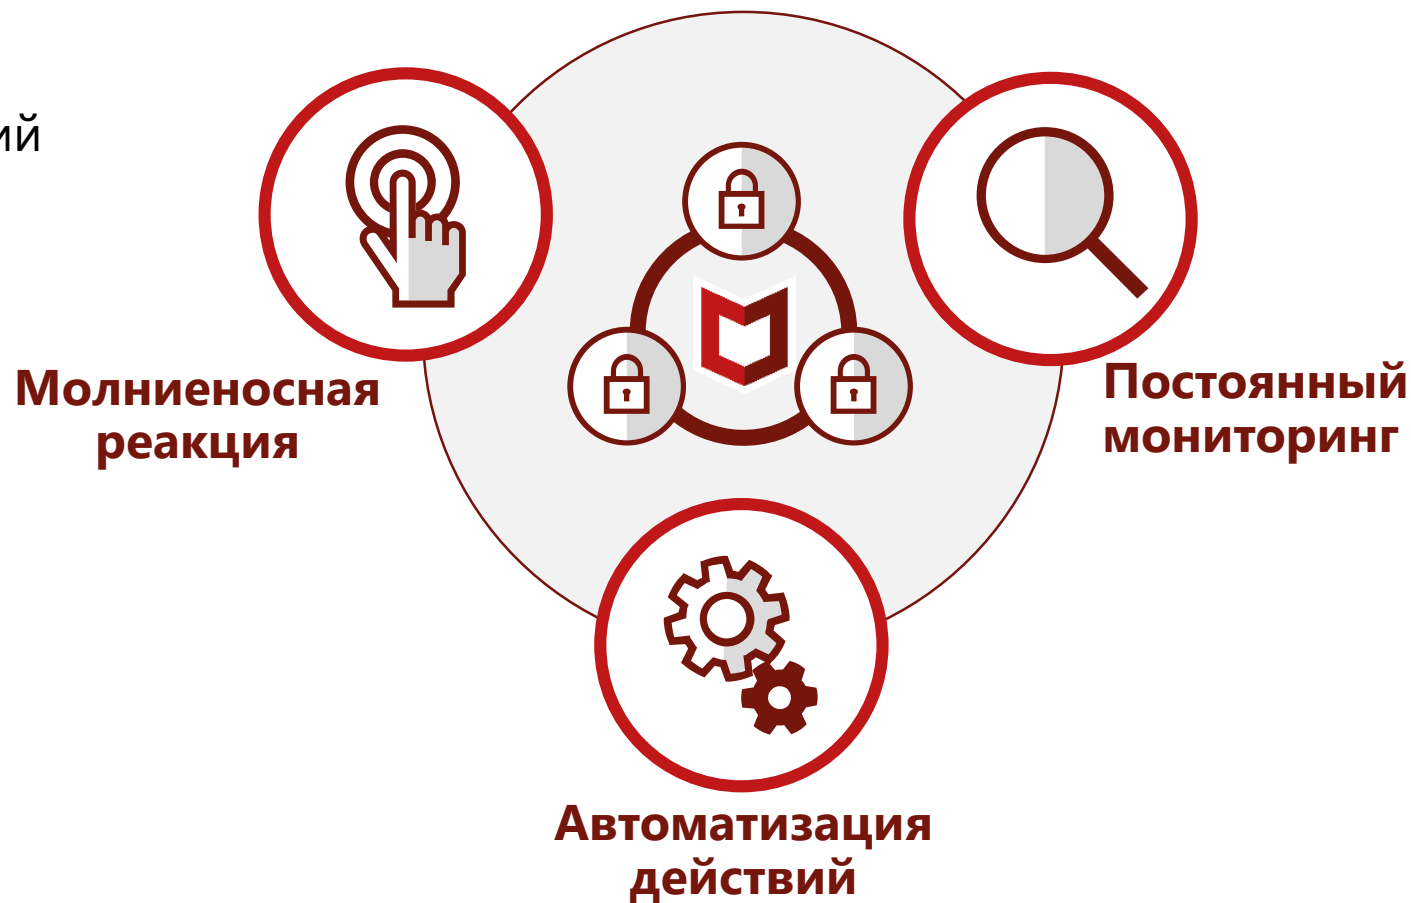 ий
Молниеносная
реакция
Постоянный
мониторинг
Автоматизация
действий